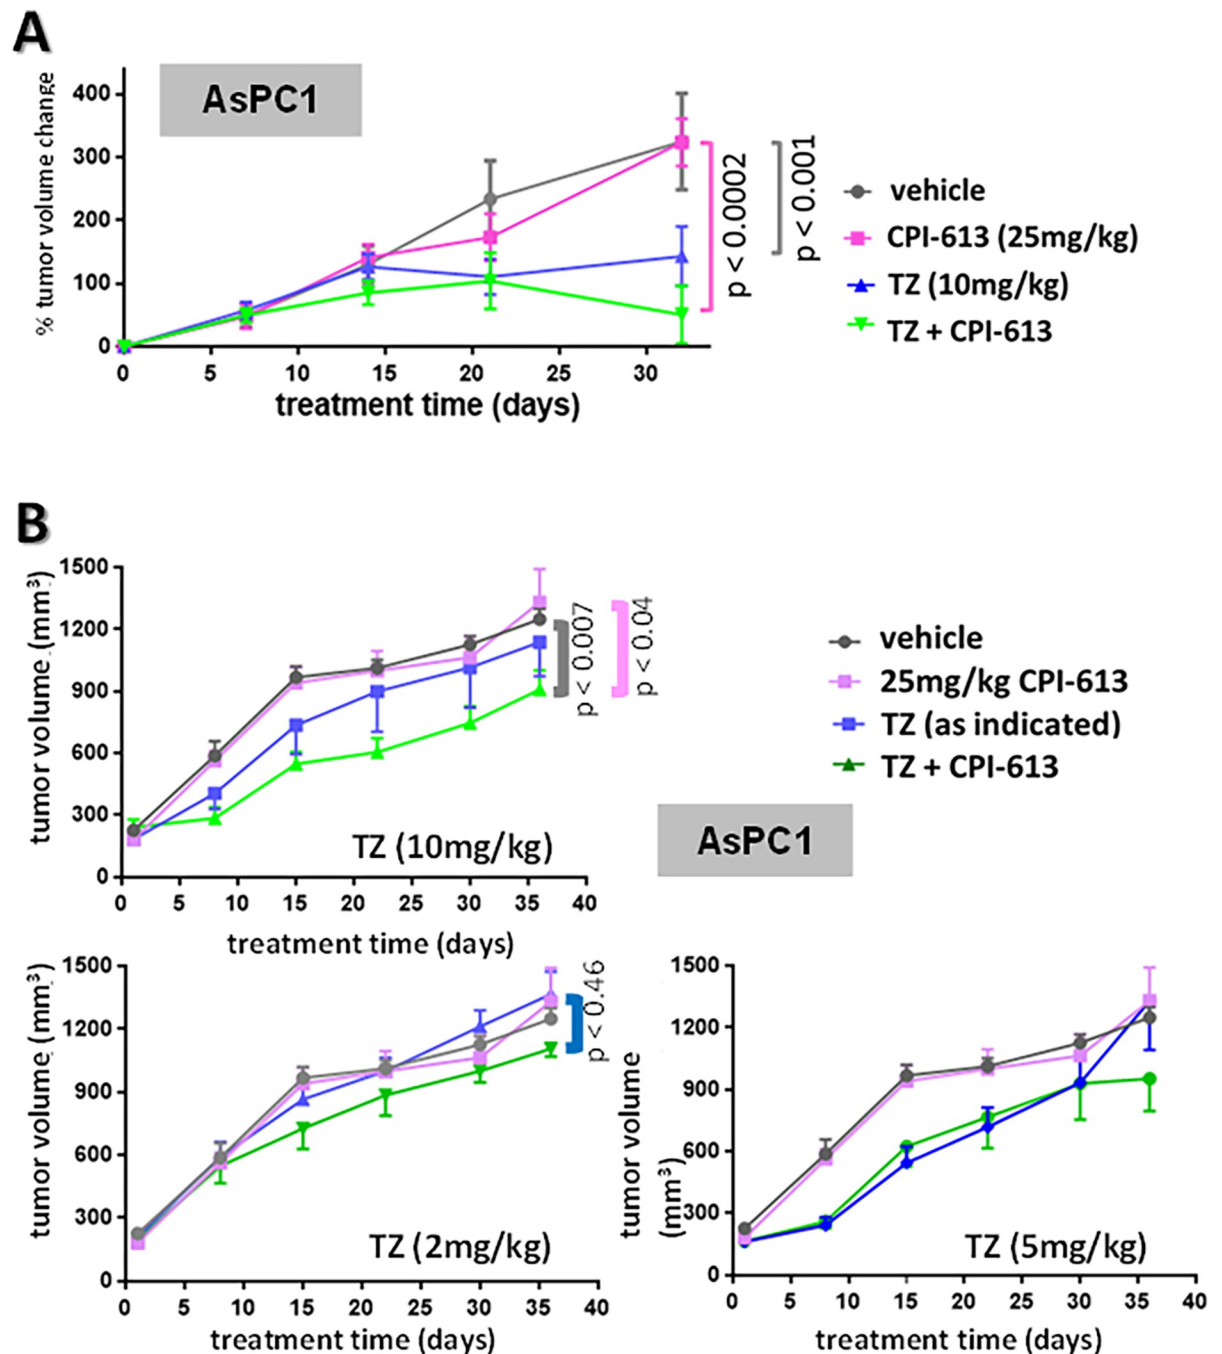 A
AsPC1
% tumor volume change
400
300
200
100
0
0 5 10 15 20 25 30
treatment time (days)
p < 0.0002
p < 0.001
vehicle
CPI-613 (25mg/kg)
TZ (10mg/kg)
TZ + CPI-613
B
tumor volume (mm³)
1500
1200
900
600
300
0
0 5 10 15 20 25 30 35 40
TZ (10mg/kg)
treatment time (days)
p < 0.007
p < 0.04
vehicle
25mg/kg CPI-613
TZ (as indicated)
TZ + CPI-613
AsPC1
tumor volume (mm³)
1500
1200
900
600
300
0
0 5 10 15 20 25 30 35 40
TZ (2mg/kg)
treatment time (days)
p < 0.46
tumor volume
(mm³)
1500
1200
900
600
300
0
0 5 10 15 20 25 30 35 40
TZ (5mg/kg)
treatment time (days)